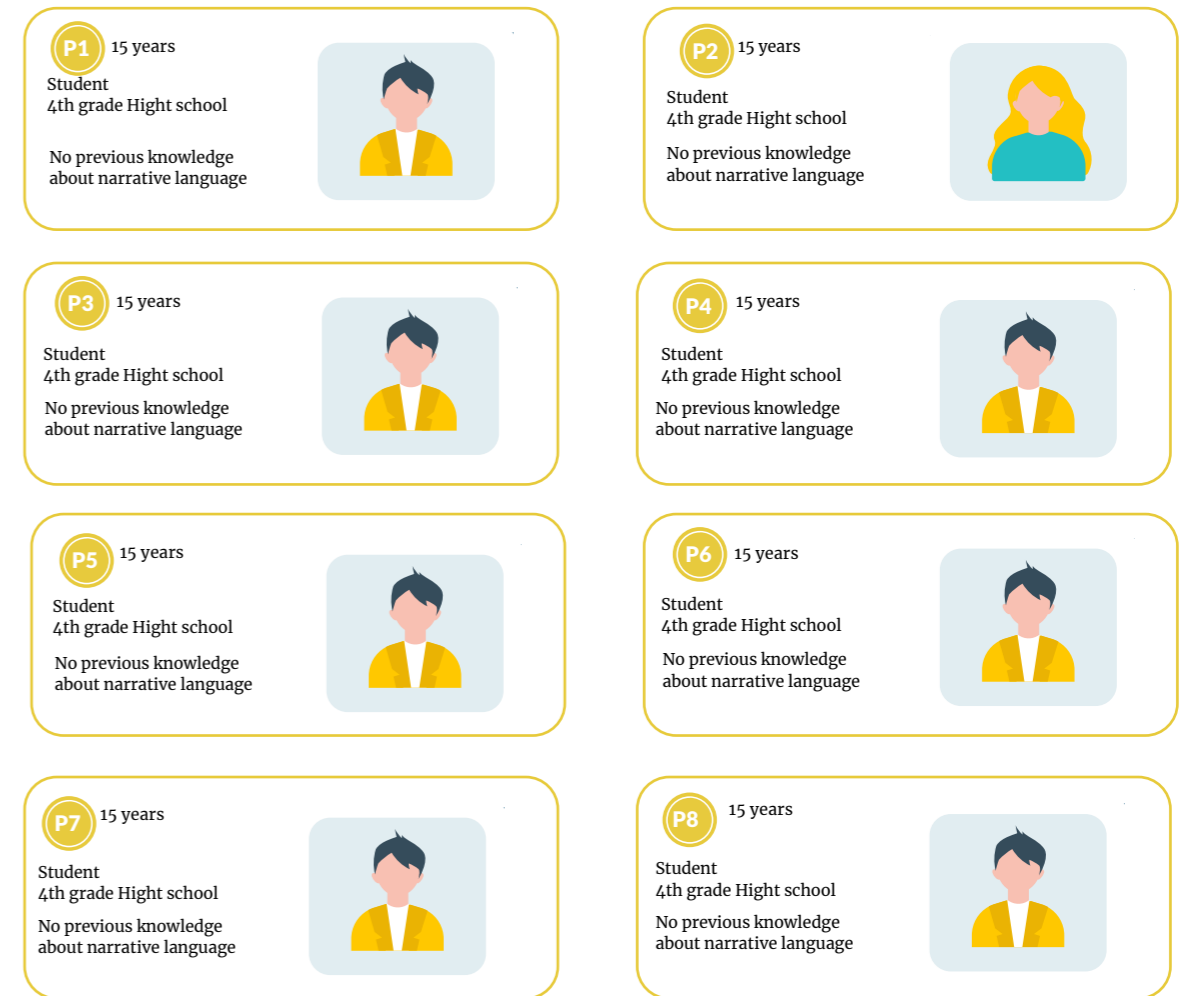 P1
15 years
Student
4th grade Hight school
No previous knowledge
about narrative language
P2
15 years
Student
4th grade Hight school
No previous knowledge
about narrative language
P3
15 years
Student
4th grade Hight school
No previous knowledge
about narrative language
P4
15 years
Student
4th grade Hight school
No previous knowledge
about narrative language
P5
15 years
Student
4th grade Hight school
No previous knowledge
about narrative language
P6
15 years
Student
4th grade Hight school
No previous knowledge
about narrative language
P7
15 years
Student
4th grade Hight school
No previous knowledge
about narrative language
P8
15 years
Student
4th grade Hight school
No previous knowledge
about narrative language